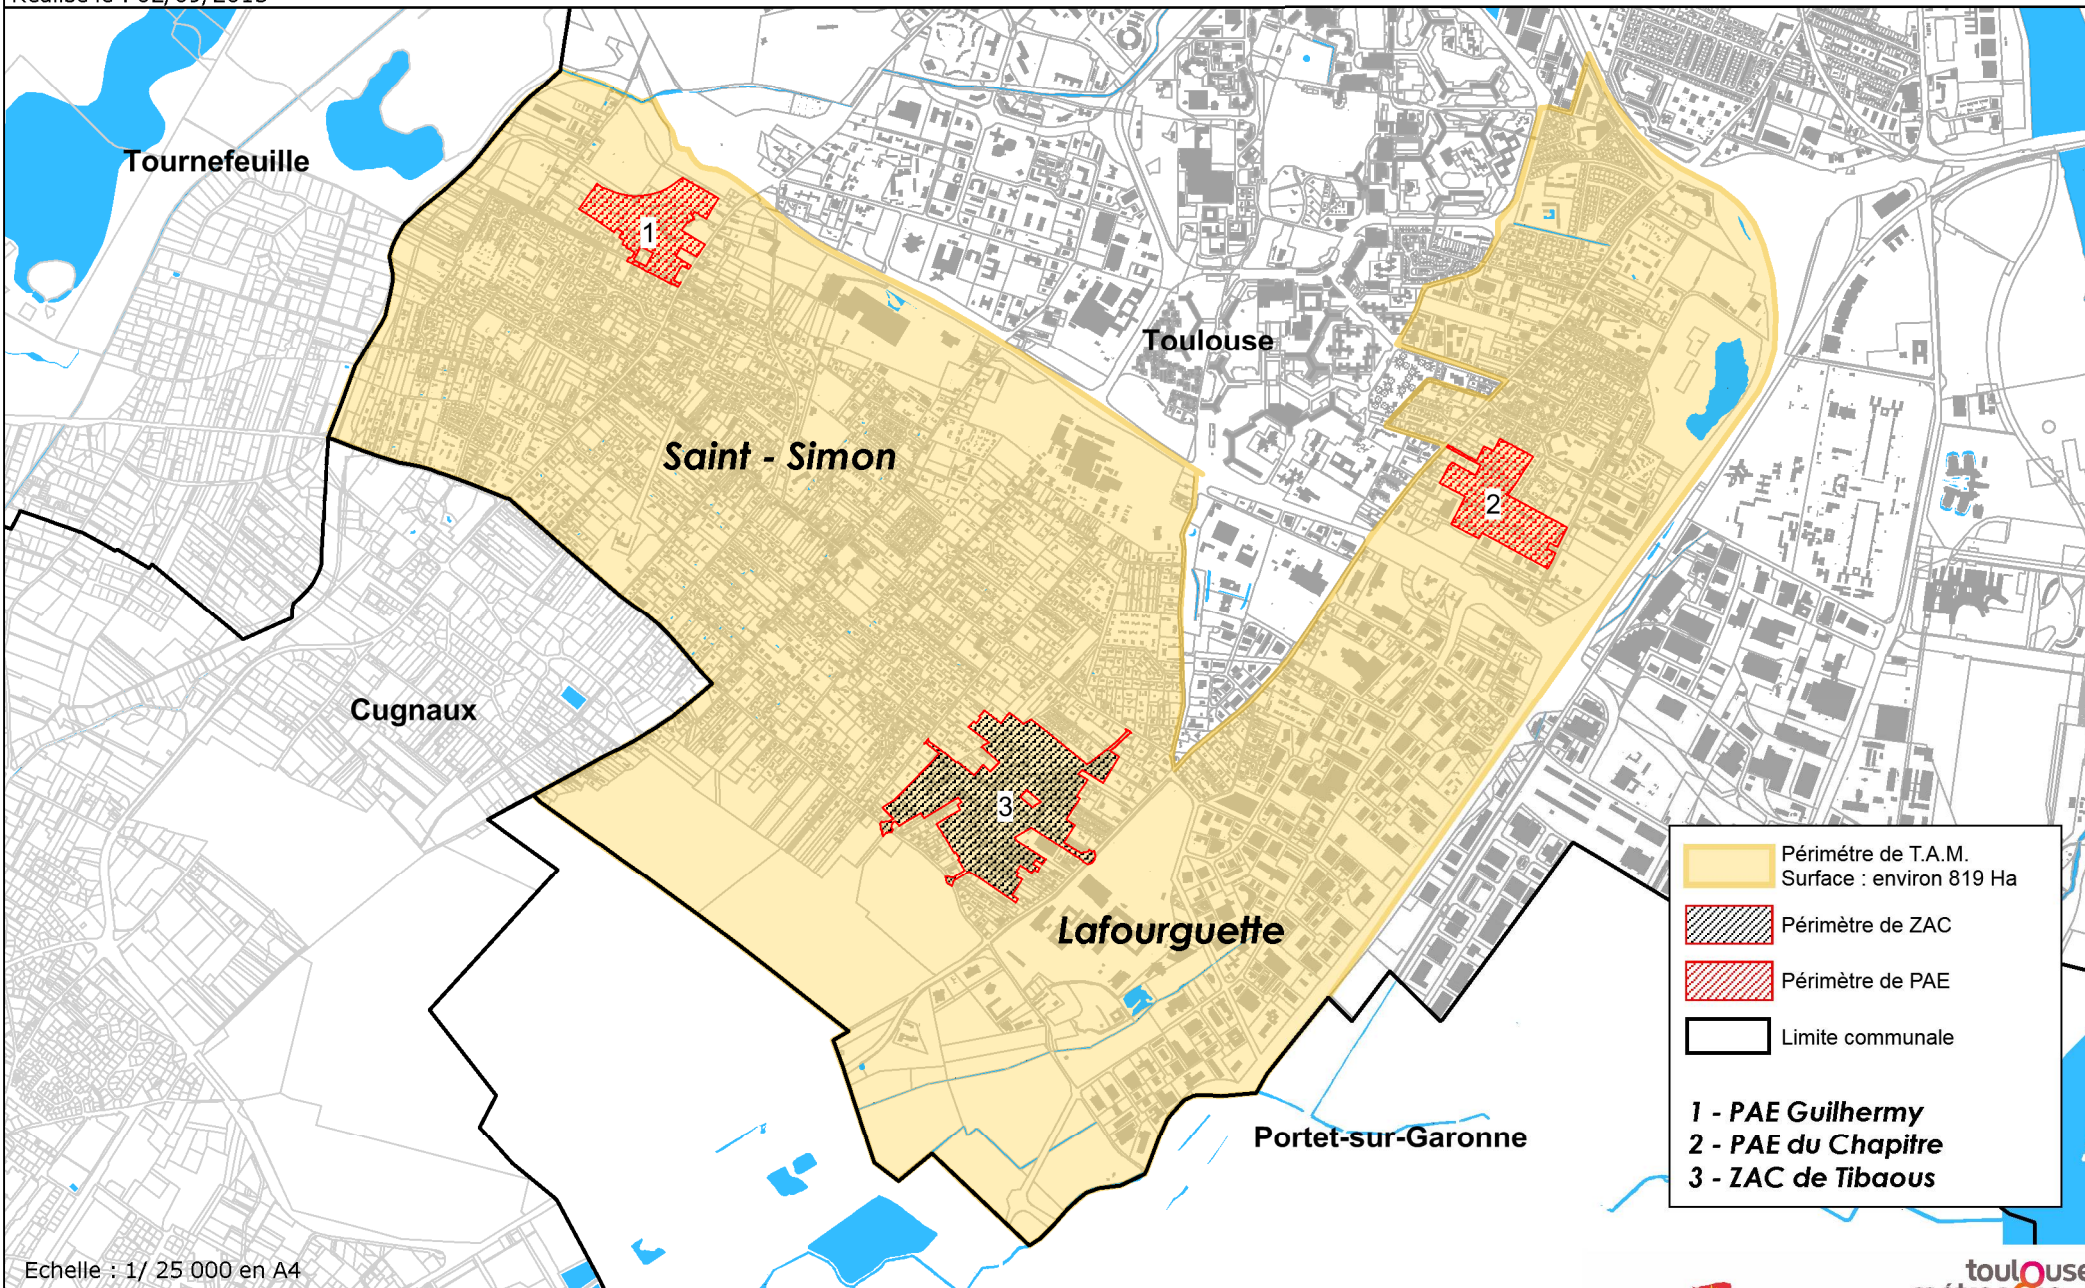 Tournefeuille
1
Toulouse
Saint - Simon
2
Cugnaux
3
Lafourguette
Périmétre de T.A.M.
Surface : environ 819 Ha
Périmètre de ZAC
Périmètre de PAE
Limite communale
1 - PAE Guilhermy
2 - PAE du Chapitre
3 - ZAC de Tibaous
Portet-sur-Garonne
Echelle : 1/ 25 000 en A4
toulouse